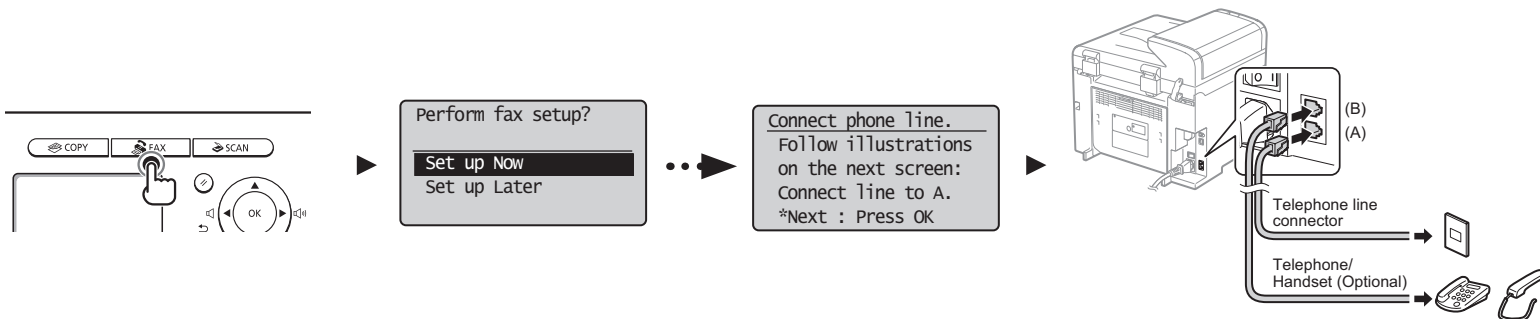 COPY
FAX
SCAN
OK
Perform fax setup?
Set up Now
Set up Later
Connect phone line.
Follow illustrations
on the next screen:
Connect line to A.
*Next : Press OK
(B)
(A)
Telephone line
connector
Telephone/
Handset (Optional)